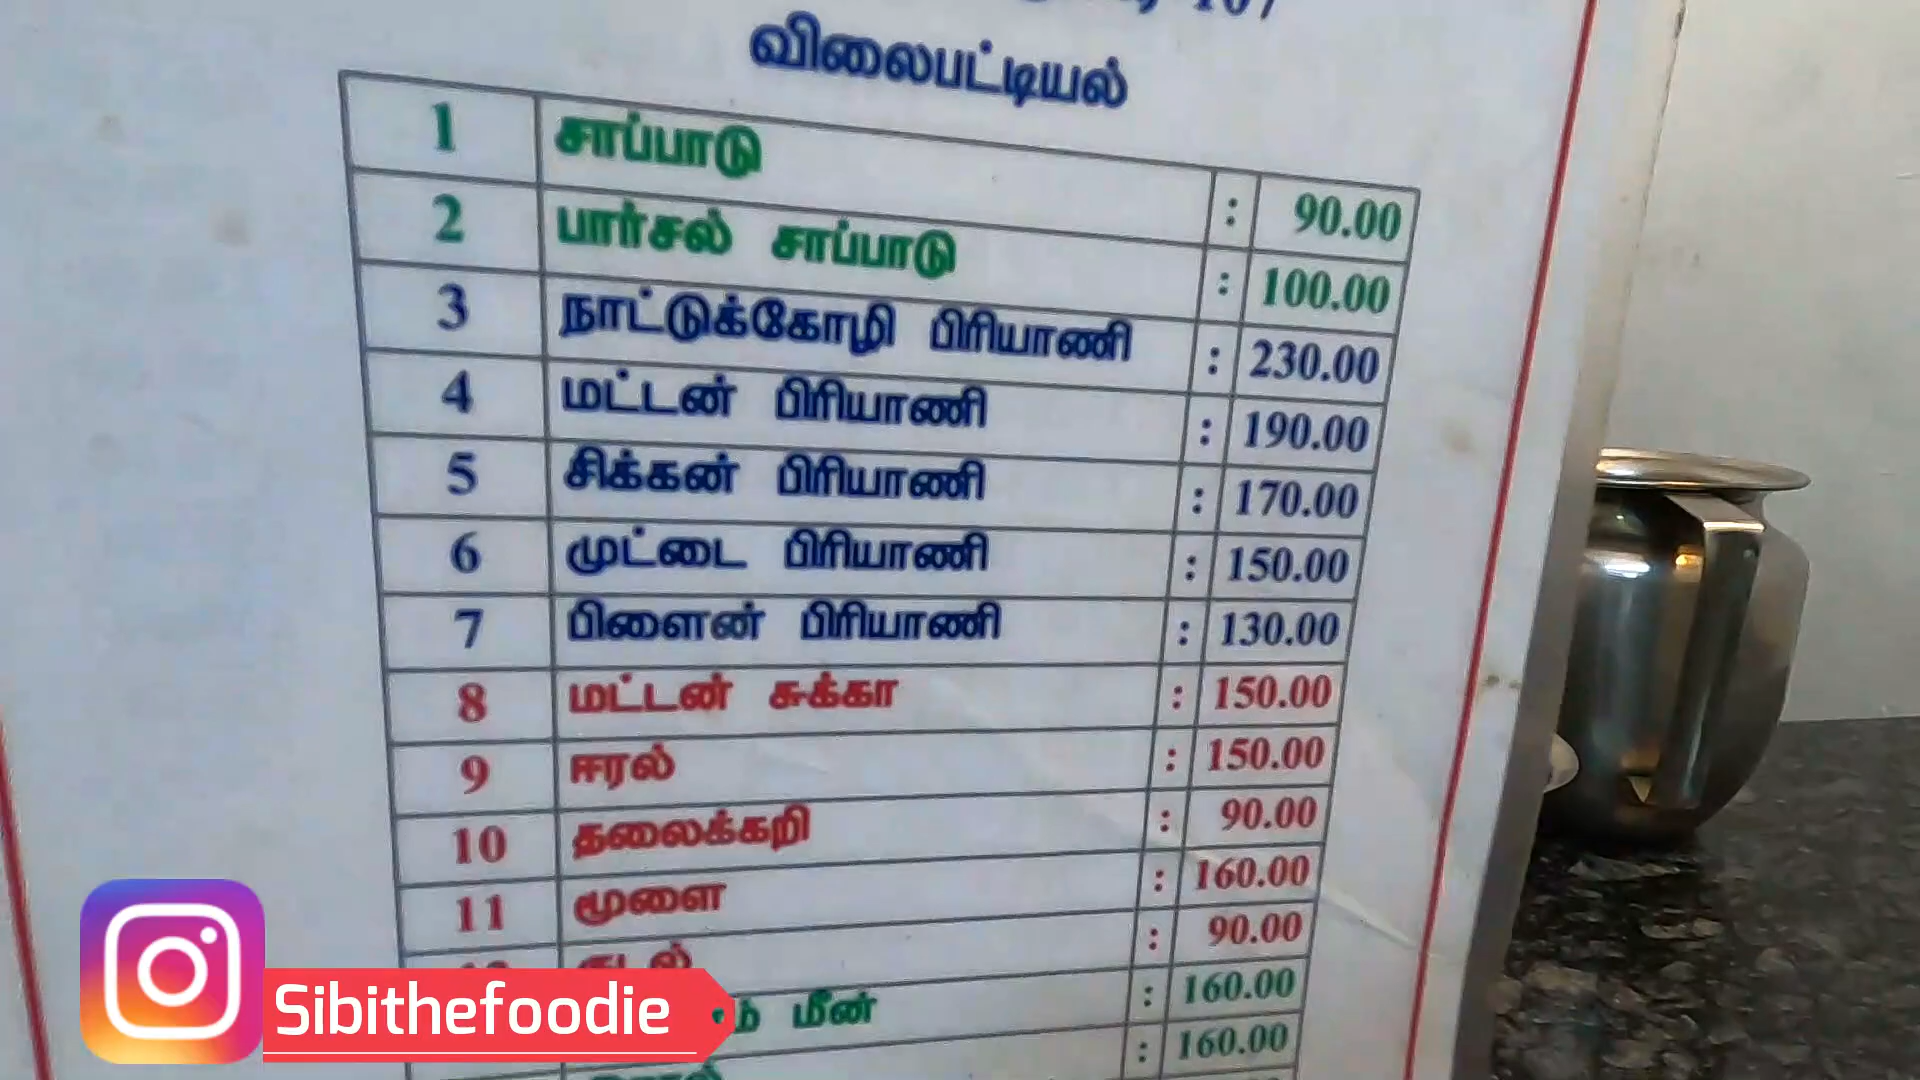 விலைபட்டியல்
1 சாப்பாடு : 90.00
2 பார்சல் சாப்பாடு : 100.00
3 நாட்டுக்கோழி பிரியாணி : 230.00
4 மட்டன் பிரியாணி : 190.00
5 சிக்கன் பிரியாணி : 170.00
6 முட்டை பிரியாணி : 150.00
7 பிளைன் பிரியாணி : 130.00
8 மட்டன் சுக்கா : 150.00
9 ஈரல் : 150.00
10 தலைக்கறி : 90.00
11 மூளை : 160.00
குடல் : 90.00
மீன் : 160.00
: 160.00
Sibithefoodie